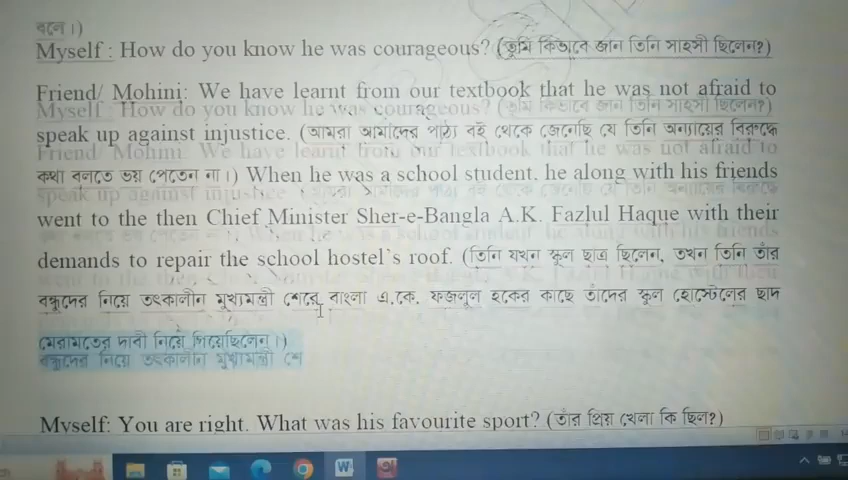 বলে।)
Myself : How do you know he was courageous? (তুমি কিভাবে জান তিনি সাহসী ছিলেন?)
Friend/ Mohini: We have learnt from our textbook that he was not afraid to
speak up against injustice. (আমরা আমাদের পাঠ্য বই থেকে জেনেছি যে তিনি অন্যায়ের বিরুদ্ধে
কথা বলতে ভয় পেতেন না।) When he was a school student, he along with his friends
went to the then Chief Minister Sher-e-Bangla A.K. Fazlul Haque with their
demands to repair the school hostel's roof. (তিনি যখন স্কুল ছাত্র ছিলেন, তখন তিনি তাঁর
বন্ধুদের নিয়ে তৎকালীন মুখ্যমন্ত্রী শেরে বাংলা এ.কে. ফজলুল হকের কাছে তাঁদের স্কুল হোস্টেলের ছাদ
মেরামতের দাবী নিয়ে গিয়েছিলেন।)
Myself: You are right. What was his favourite sport? (তাঁর প্রিয় খেলা কি ছিল?)